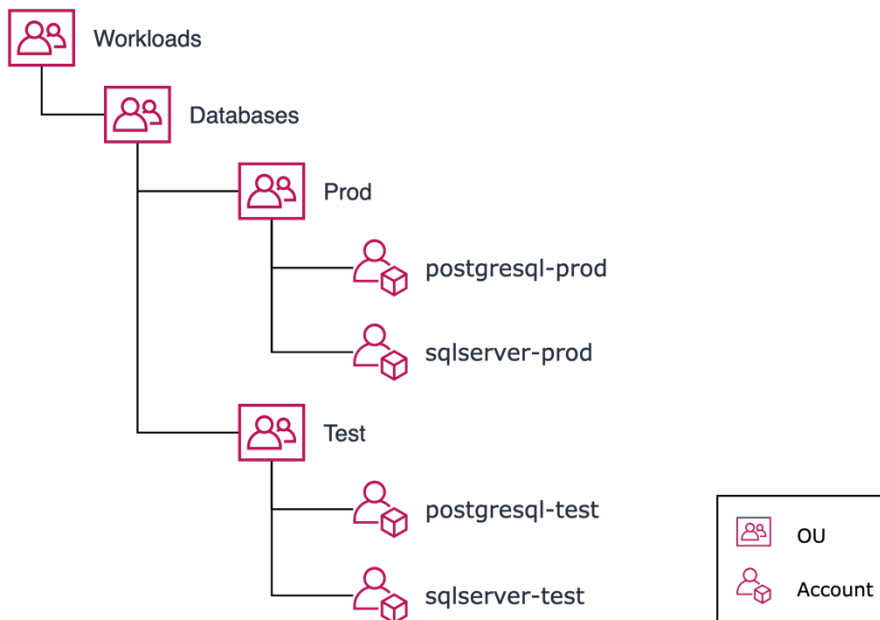 Workloads
Databases
Prod
postgresql-prod
sqlserver-prod
Test
postgresql-test
sqlserver-test
OU
Account